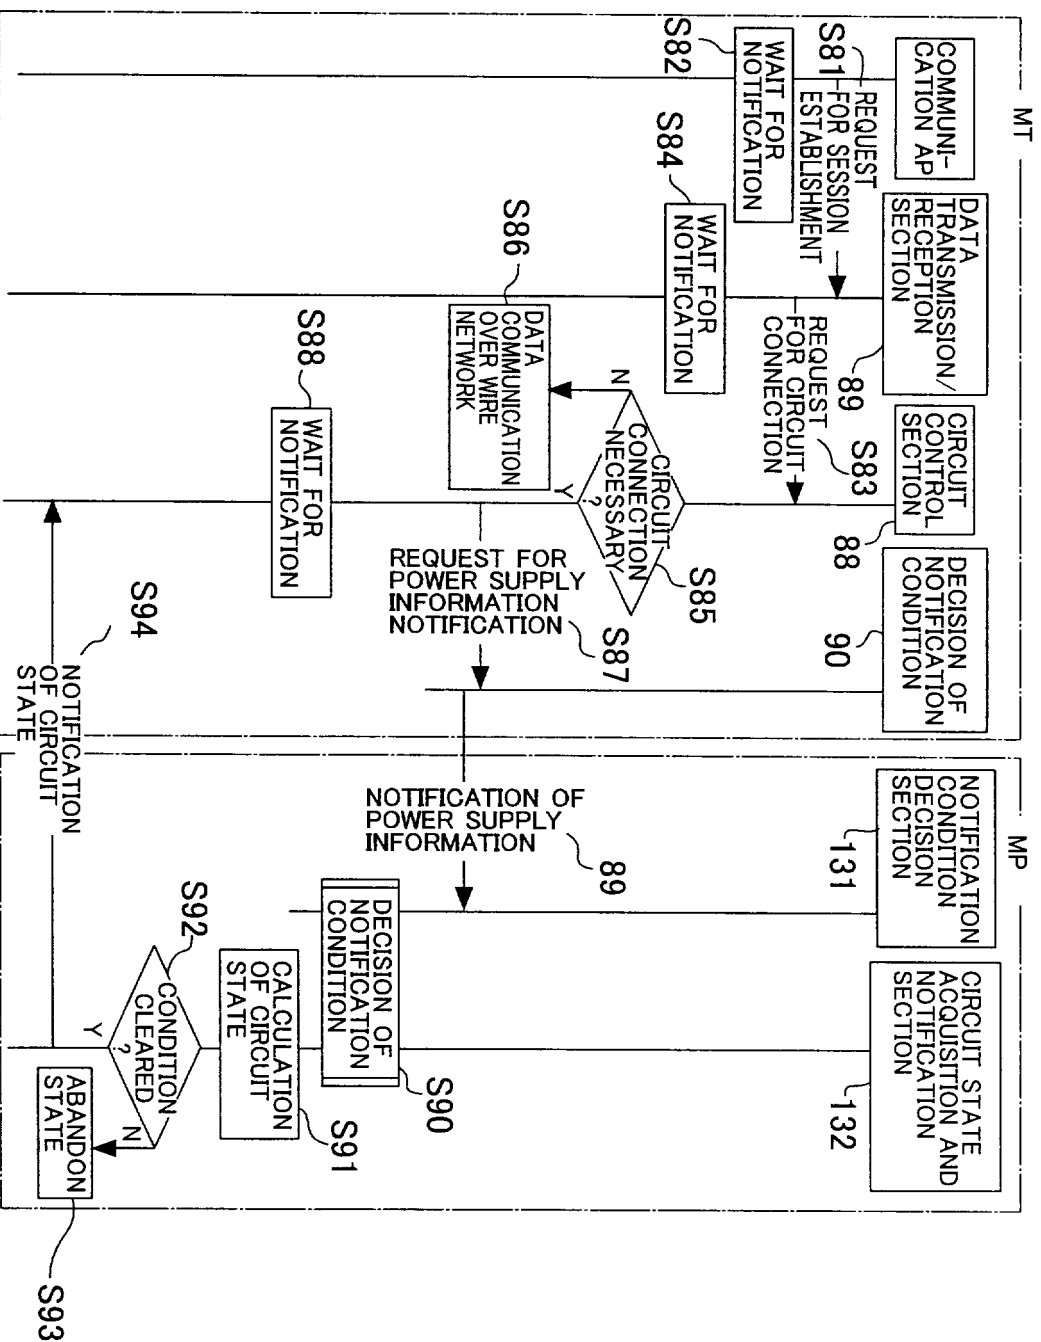 MT
COMMUNI-
CATION AP
DATA
TRANSMISSION/
RECEPTION
SECTION
89
CIRCUIT
CONTROL
SECTION
88
DECISION OF
NOTIFICATION
CONDITION
90
MP
NOTIFICATION
CONDITION
DECISION
SECTION
131
CIRCUIT STATE
ACQUISITION AND
NOTIFICATION
SECTION
132
S81
REQUEST
FOR SESSION
ESTABLISHMENT
S82
WAIT FOR
NOTIFICATION
REQUEST
FOR CIRCUIT
CONNECTION
S83
S84
WAIT FOR
NOTIFICATION
CIRCUIT
CONNECTION
NECESSARY
?
S85
N
Y
S86
DATA
COMMUNICATION
OVER WIRE
NETWORK
REQUEST FOR
POWER SUPPLY
INFORMATION
NOTIFICATION
S87
S88
WAIT FOR
NOTIFICATION
NOTIFICATION OF
POWER SUPPLY
INFORMATION
89
DECISION OF
NOTIFICATION
CONDITION
S90
CALCULATION
OF CIRCUIT
STATE
S91
S92
CONDITION
CLEARED
?
Y
N
ABANDON
STATE
S93
S94
NOTIFICATION
OF CIRCUIT
STATE